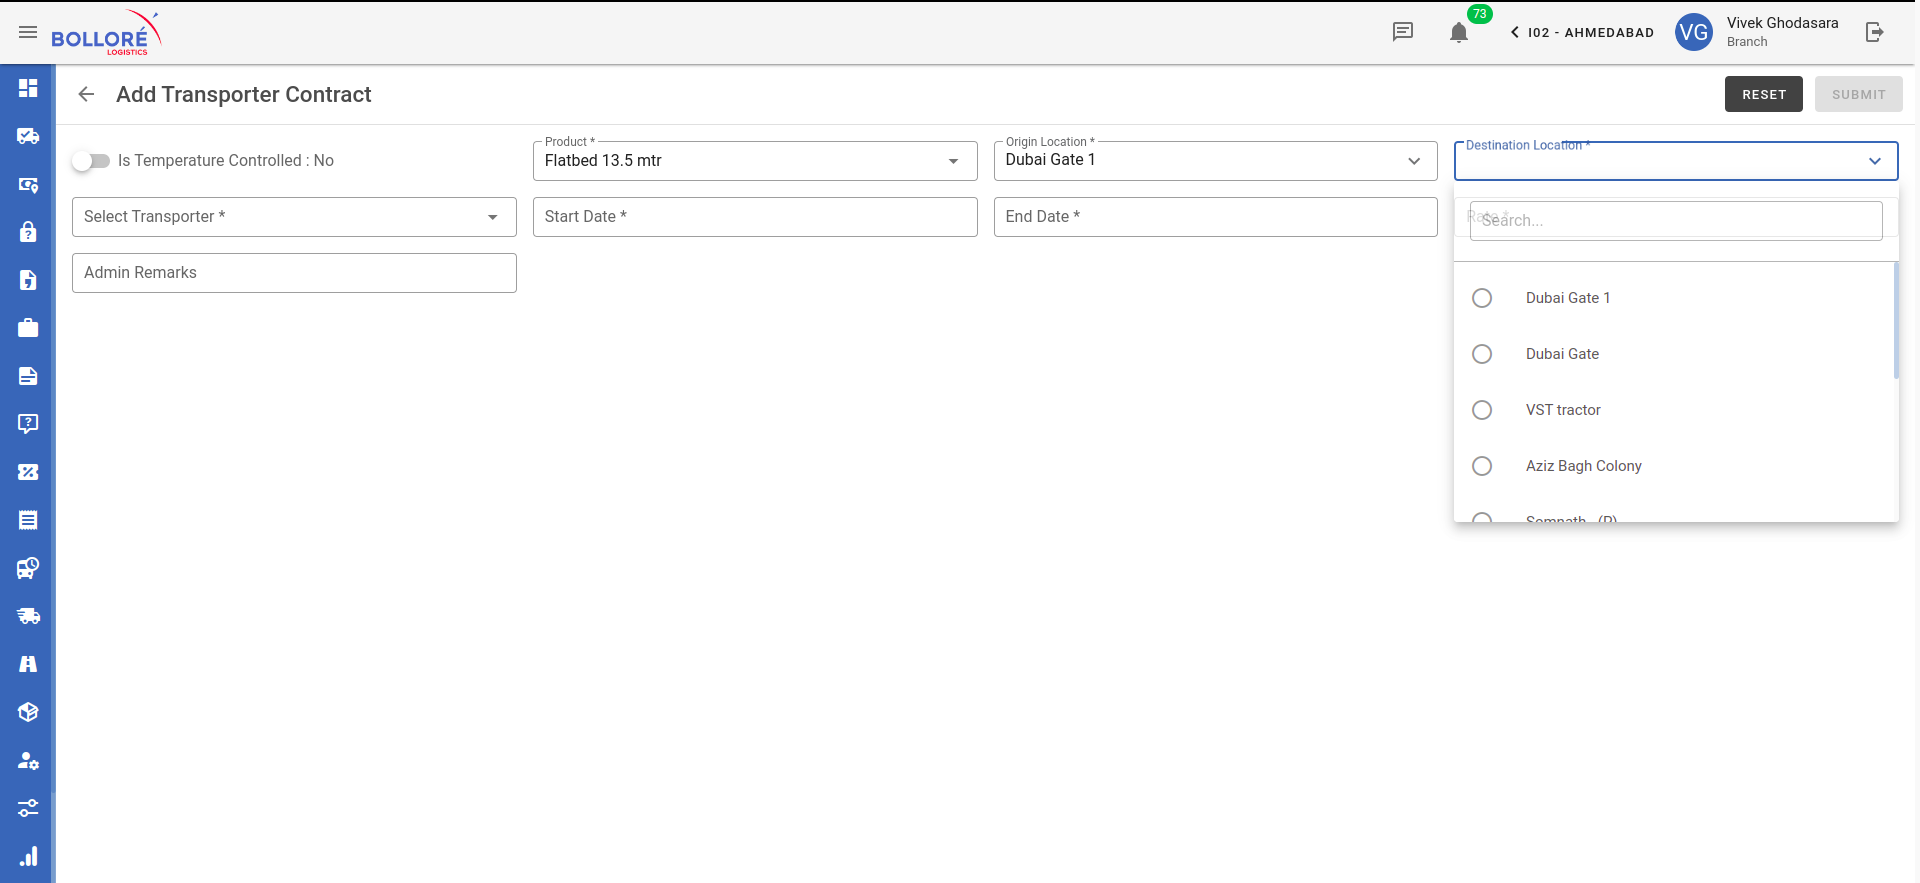 BOLLORÉ
LOGISTICS
73
I02 - AHMEDABAD
VG
Vivek Ghodasara
Branch
Add Transporter Contract
RESET
SUBMIT
Is Temperature Controlled : No
Product *
Flatbed 13.5 mtr
Origin Location *
Dubai Gate 1
Destination Location *
Select Transporter *
Start Date *
End Date *
Rate *
Search...
Admin Remarks
Dubai Gate 1
Dubai Gate
VST tractor
Aziz Bagh Colony
Somnath - (P)